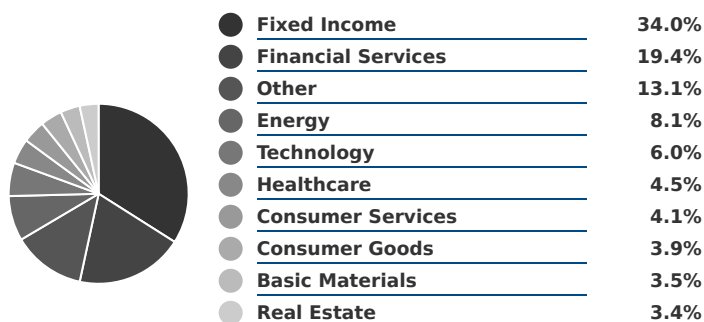 Fixed Income 34.0%
Financial Services 19.4%
Other 13.1%
Energy 8.1%
Technology 6.0%
Healthcare 4.5%
Consumer Services 4.1%
Consumer Goods 3.9%
Basic Materials 3.5%
Real Estate 3.4%